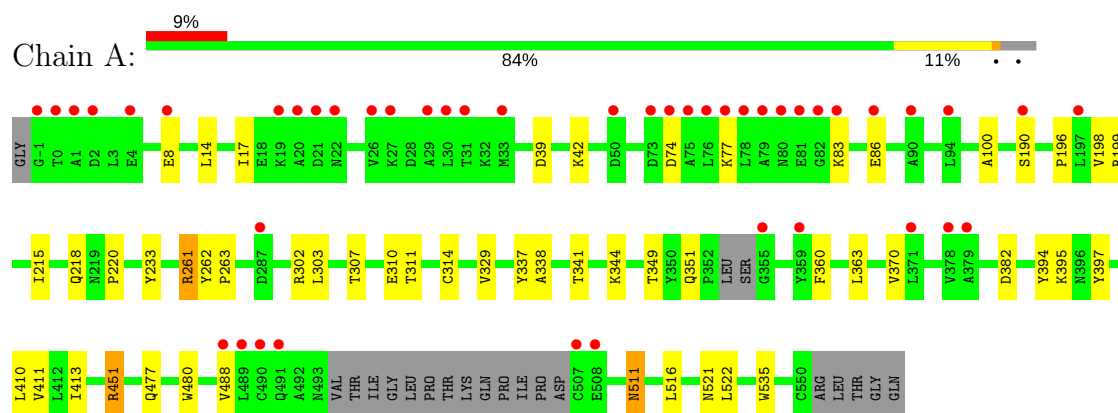 9%
Chain A:
84% 11% • •
GLY G-1 T0 A1 D2 L3 E4 E8 L14 I17 E18 K19 A20 D21 N22 V26 K27 D28 A29 L30 T31 K32 M33 D39 K42 D50 D73 D74 A75 L76 K77 L78 A79 N80 E81 G82 K83 E86 A90 L94 A100 S190 P196 L197 V198
I215 Q218 N219 P220 Y233 R261 Y262 P263 D287 R302 L303 T307 E310 T311 C314 V329 Y337 A338 T341 K344 T349 Y350 Q351 P352 LEU SER G355 Y359 F360 L363 V370 L371 V378 A379 D382 Y394 K395 N396 Y397
L410 V411 L412 I413 R451 Q477 W480 V488 L489 C490 Q491 A492 N493 VAL THR ILE GLY LEU PRO THR LYS GLN PRO ILE PRO ASP C507 E508 N511 L516 N521 L522 W535 C550 ARG LEU THR GLY GLN